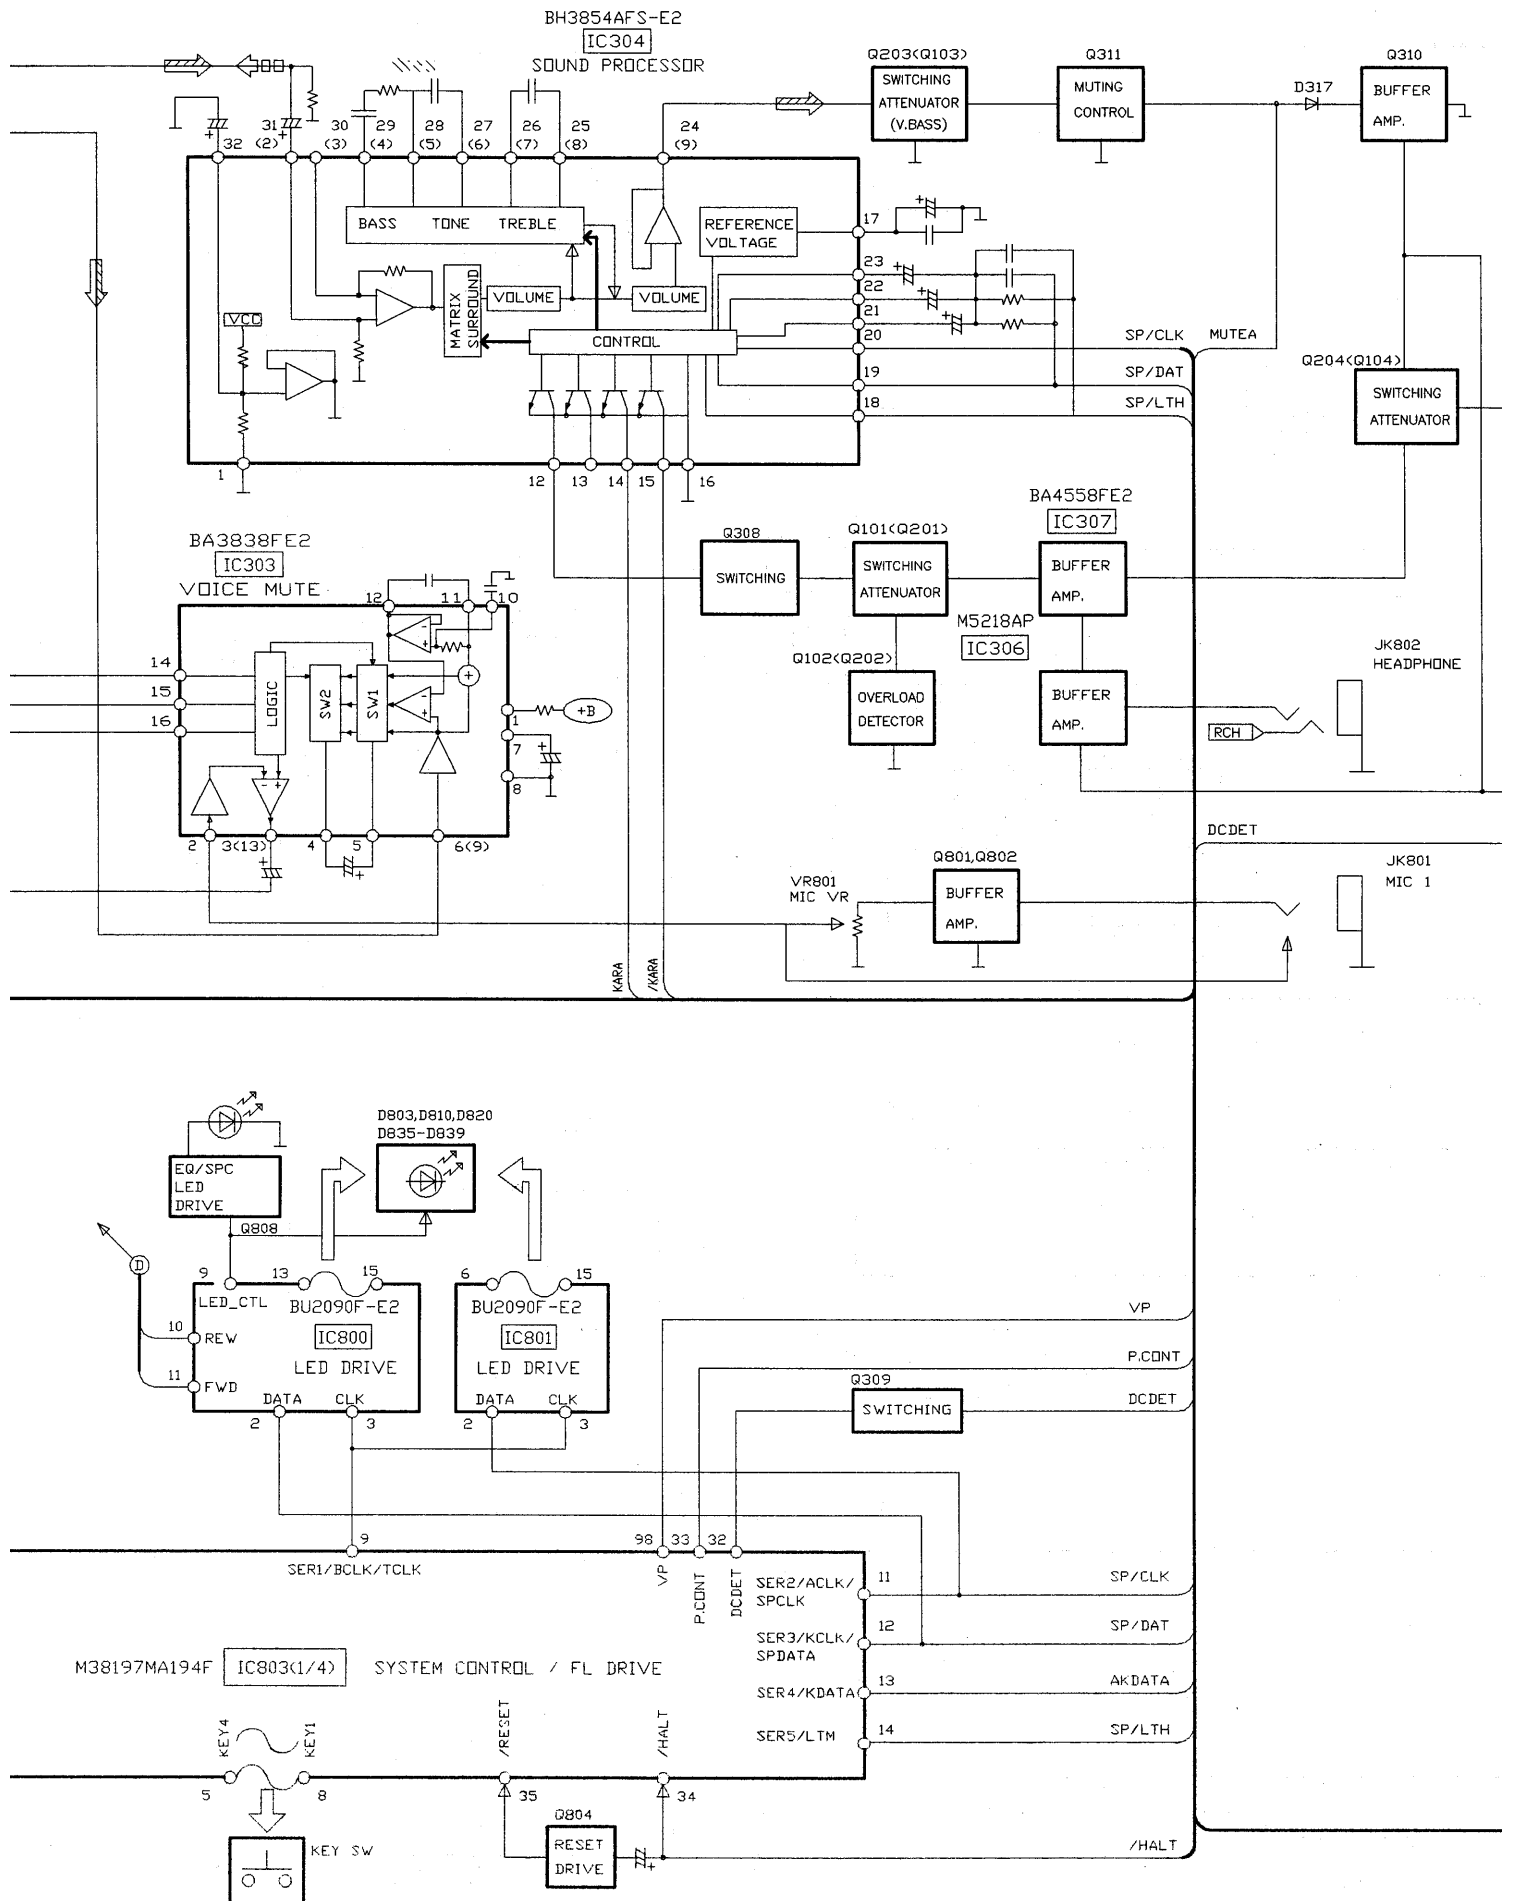 BH3854AFS-E2
IC304
SOUND PROCESSOR
Q203(Q103)
SWITCHING
ATTENUATOR
(V.BASS)
Q311
MUTING
CONTROL
D317
Q310
BUFFER
AMP.
32
31
(2)
30
(3)
29
(4)
28
(5)
27
(6)
26
(7)
25
(8)
24
(9)
BASS TONE TREBLE
REFERENCE
VOLTAGE
17
23
22
21
20
19
18
VCC
MATRIX
SURROUND
VOLUME
VOLUME
CONTROL
SP/CLK
SP/DAT
SP/LTH
MUTEA
Q204(Q104)
SWITCHING
ATTENUATOR
1
12
13
14
15
16
BA3838FE2
IC303
VOICE MUTE
12
11
10
14
15
16
LOGIC
SW2
SW1
+
- +
1
7
8
+B
2
3(13)
4
5
6(9)
Q308
SWITCHING
Q101(Q201)
SWITCHING
ATTENUATOR
BA4558FE2
IC307
BUFFER
AMP.
M5218AP
IC306
Q102(Q202)
OVERLOAD
DETECTOR
BUFFER
AMP.
JK802
HEADPHONE
RCH
DCDET
Q801,Q802
BUFFER
AMP.
VR801
MIC VR
JK801
MIC 1
KARA
/KARA
D803,D810,D820
D835-D839
EQ/SPC
LED
DRIVE
Q808
D
9
13
15
LED_CTL
BU2090F-E2
IC800
LED DRIVE
10
REW
11
FWD
DATA
CLK
2
3
6
15
BU2090F-E2
IC801
LED DRIVE
DATA
CLK
2
3
VP
P.CONT
Q309
SWITCHING
DCDET
9
98
33
32
SER1/BCLK/TCLK
VP
P.CONT
DCDET
SER2/ACLK/
SPCLK
11
SP/CLK
SER3/KCLK/
SPDATA
12
SP/DAT
M38197MA194F
IC803(1/4)
SYSTEM CONTROL / FL DRIVE
SER4/KDATA
13
AKDATA
SER5/LTM
14
SP/LTH
KEY4
KEY1
/RESET
/HALT
5
8
35
34
KEY SW
Q804
RESET
DRIVE
/HALT